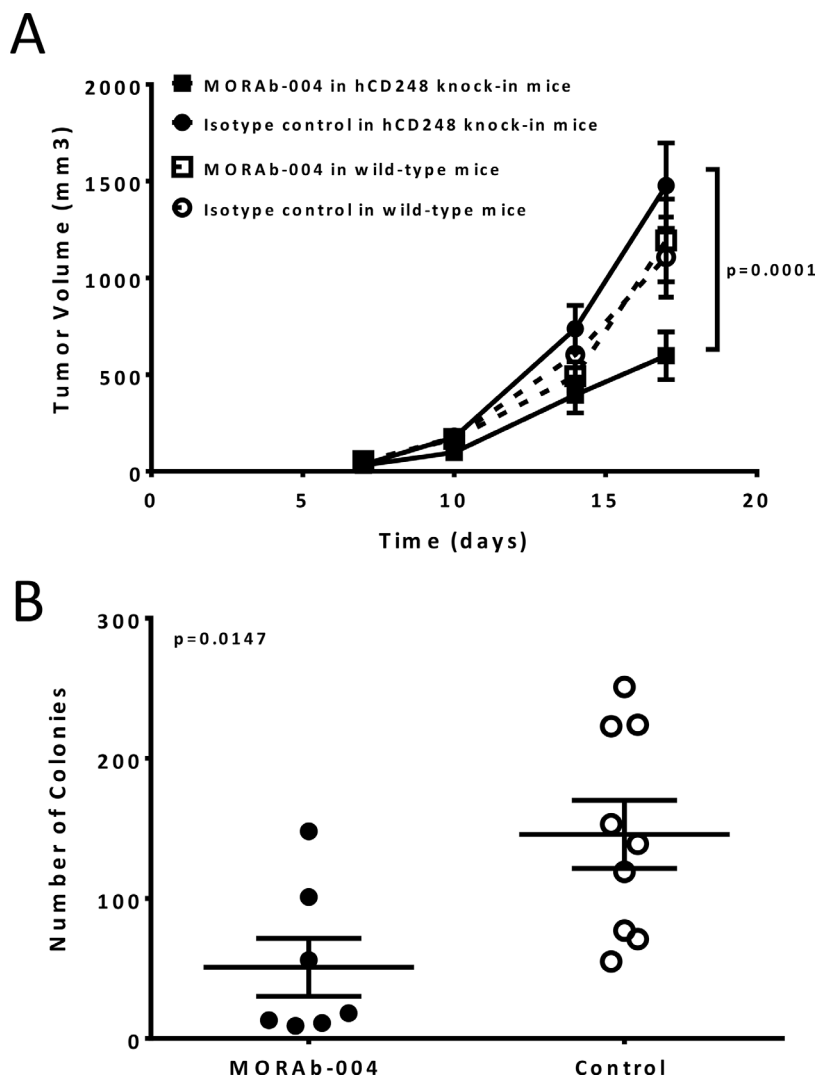 A
Tumor Volume (mm3)
2000
1500
1000
500
0
MORAb-004 in hCD248 knock-in mice
Isotype control in hCD248 knock-in mice
MORAb-004 in wild-type mice
Isotype control in wild-type mice
p=0.0001
0 5 10 15 20
Time (days)
B
Number of Colonies
300
200
100
0
p=0.0147
MORAb-004 Control